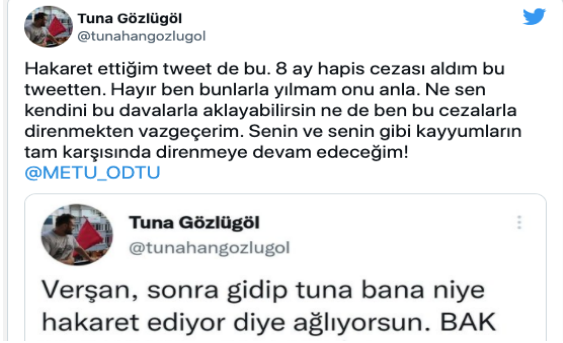 Tuna Gözlügöl
@tunahangozlugol
Hakaret ettiğim tweet de bu. 8 ay hapis cezası aldım bu
tweetten. Hayır ben bunlarla yılmam onu anla. Ne sen
kendini bu davalarla aklayabilirsin ne de ben bu cezalarla
direnmekten vazgeçerim. Senin ve senin gibi kayyumların
tam karşısında direnmeye devam edeceğim!
@METU_ODTU
Tuna Gözlügöl
@tunahangozlugol
Verşan, sonra gidip tuna bana niye
hakaret ediyor diye ağlıyorsun. BAK